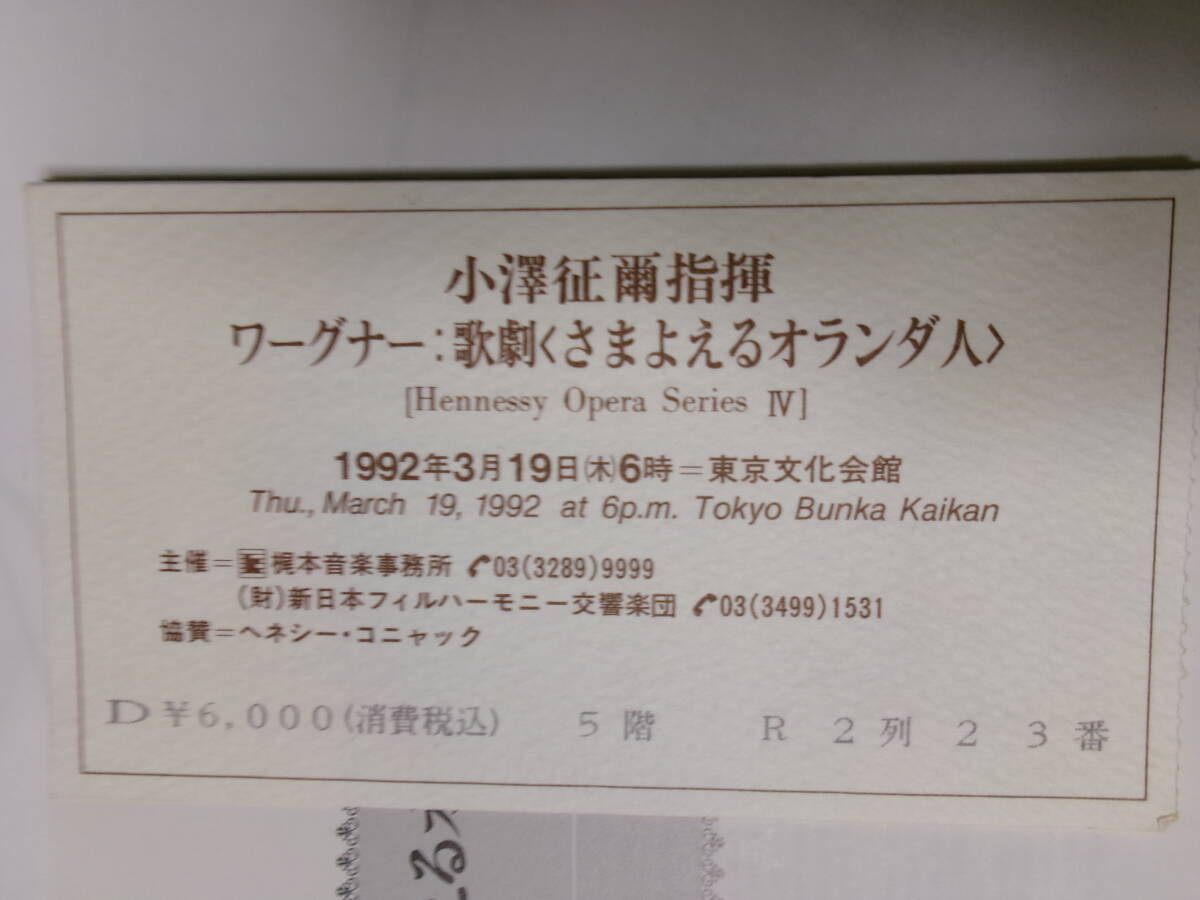 小澤征爾指揮
ワーグナー:歌劇〈さまよえるオランダ人〉
[Hennessy Opera Series Ⅳ]
1992年3月19日(木)6時=東京文化会館
Thu., March 19, 1992 at 6p.m. Tokyo Bunka Kaikan
主催=梶本音楽事務所 ✆03(3289)9999
(財)新日本フィルハーモニー交響楽団 ✆03(3499)1531
協賛=ヘネシー・コニャック
D ¥6,000(消費税込) 5階 R 2列 2 3番
えるオ